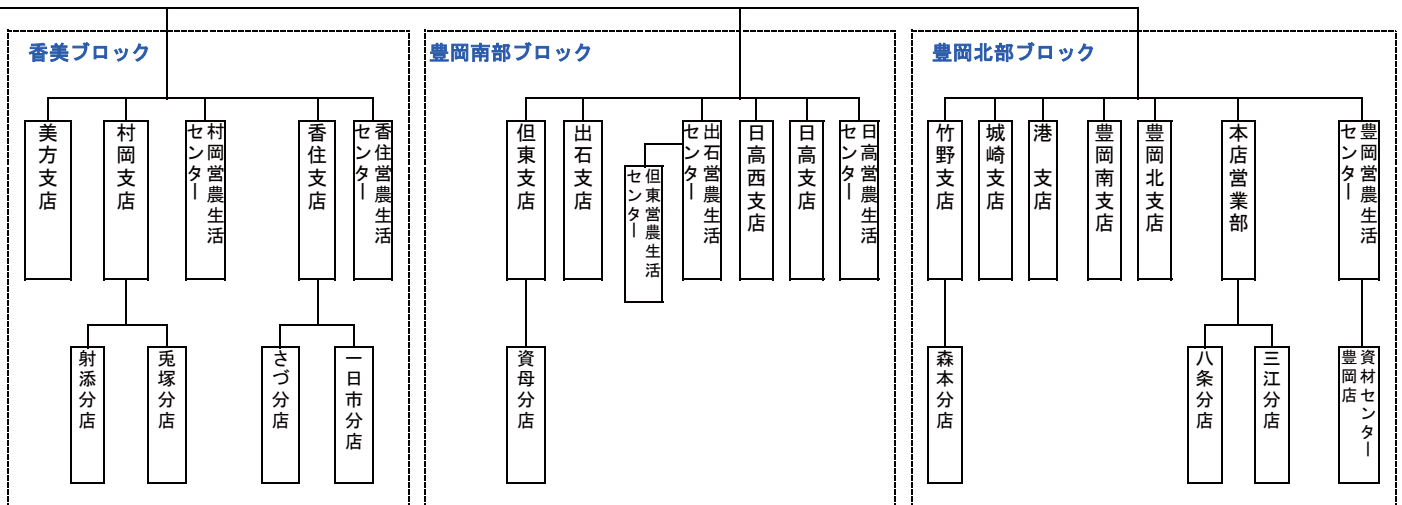 香美ブロック
美方支店
村岡支店
村岡営農生活
センター
香住支店
香住営農生活
センター
射添分店
兎塚分店
さづ分店
一日市分店
豊岡南部ブロック
但東支店
出石支店
但東営農生活
センター
出石営農生活
センター
日高西支店
日高支店
日高営農生活
センター
資母分店
豊岡北部ブロック
竹野支店
城崎支店
港 支店
豊岡南支店
豊岡北支店
本店営業部
豊岡営農生活
センター
森本分店
八条分店
三江分店
資材センター
豊岡店